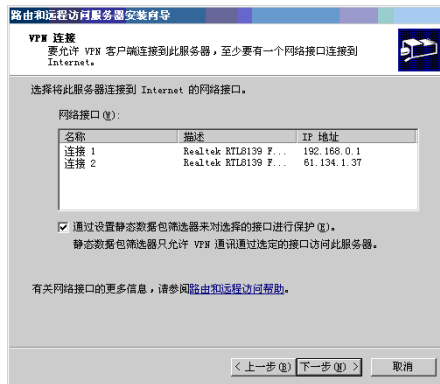 路由和远程访问服务器安装向导
VPN 连接
要允许 VPN 客户端连接到此服务器，至少要有一个网络接口连接到
Internet。
选择将此服务器连接到 Internet 的网络接口。
网络接口(W):
名称 描述 IP 地址
连接 1 Realtek RTL8139 F... 192.168.0.1
连接 2 Realtek RTL8139 F... 61.134.1.37
通过设置静态数据包筛选器来对选择的接口进行保护(E)。
静态数据包筛选器只允许 VPN 通讯通过选定的接口访问此服务器。
有关网络接口的更多信息，请参阅路由和远程访问帮助。
< 上一步(B) 下一步(N) > 取消